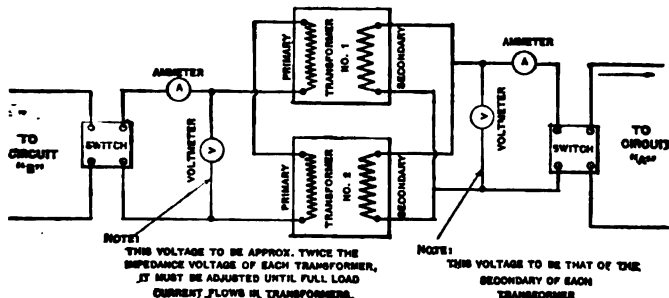 AMMETER
A
PRIMARY
TRANSFORMER
NO. 1
SECONDARY
AMMETER
A
TO
CIRCUIT
"B"
SWITCH
V
VOLTMETER
PRIMARY
TRANSFORMER
NO. 2
SECONDARY
V
VOLTMETER
SWITCH
TO
CIRCUIT
"A"
NOTE:
THIS VOLTAGE TO BE APPROX. TWICE THE
IMPEDANCE VOLTAGE OF EACH TRANSFORMER,
IT MUST BE ADJUSTED UNTIL FULL LOAD
CURRENT FLOWS IN TRANSFORMERS.
NOTE:
THIS VOLTAGE TO BE THAT OF THE
SECONDARY OF EACH
TRANSFORMER